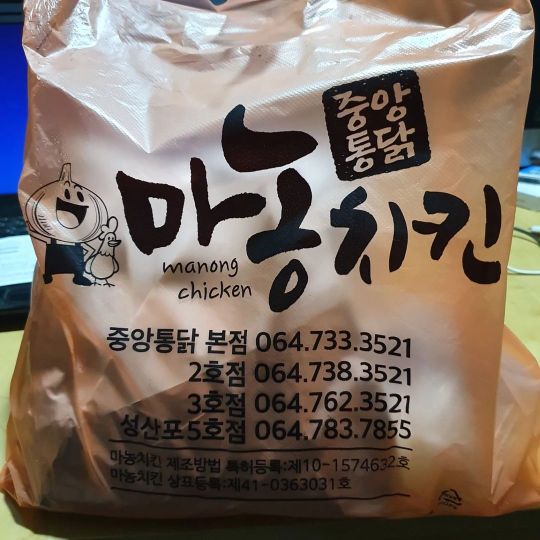 중앙
통닭
마농치킨
manong
chicken
중앙통닭 본점 064.733.3521
2호점 064.738.3521
3호점 064.762.3521
성산포5호점 064.783.7855
마농치킨 제조방법 특허등록:제10-1574632호
마농치킨 상표등록:제41-0363031호